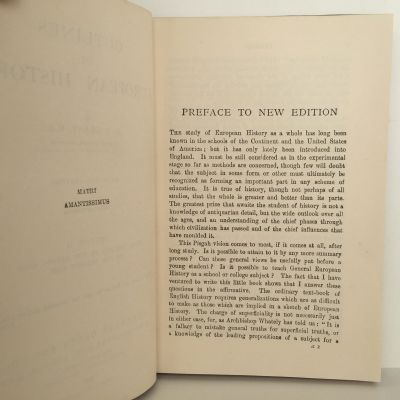 MATRI
AMANTISSIMUS
PREFACE TO NEW EDITION
THE study of European History as a whole has long been
known in the schools of the Continent and the United States
of America; but it has only lately been introduced into
England. It must be still considered as in the experimental
stage so far as methods are concerned, though few will doubt
that the subject in some form or other must ultimately be
recognized as forming an important part in any scheme of
education. It is true of history, though not perhaps of all
studies, that the whole is greater and better than its parts.
The greatest prize that awaits the student of history is not a
knowledge of antiquarian detail, but the wide outlook over all
the ages, and an understanding of the chief phases through
which civilization has passed and of the chief influences that
have moulded it.
This Pisgah vision comes to most, if it comes at all, after
long study. Is it possible to attain to it by any more summary
process? Can these general views be usefully put before a
young student? Is it possible to teach General European
History as a school or college subject? The fact that I have
ventured to write this little book shows that I answer these
questions in the affirmative. The ordinary text-book of
English History requires generalizations which are as difficult
to make as those which are implied in a sketch of European
History. The charge of superficiality is not necessarily just
in either case, for, as Archbishop Whately has told us: "It is
a fallacy to mistake general truths for superficial truths, or
a knowledge of the leading propositions of a subject for a